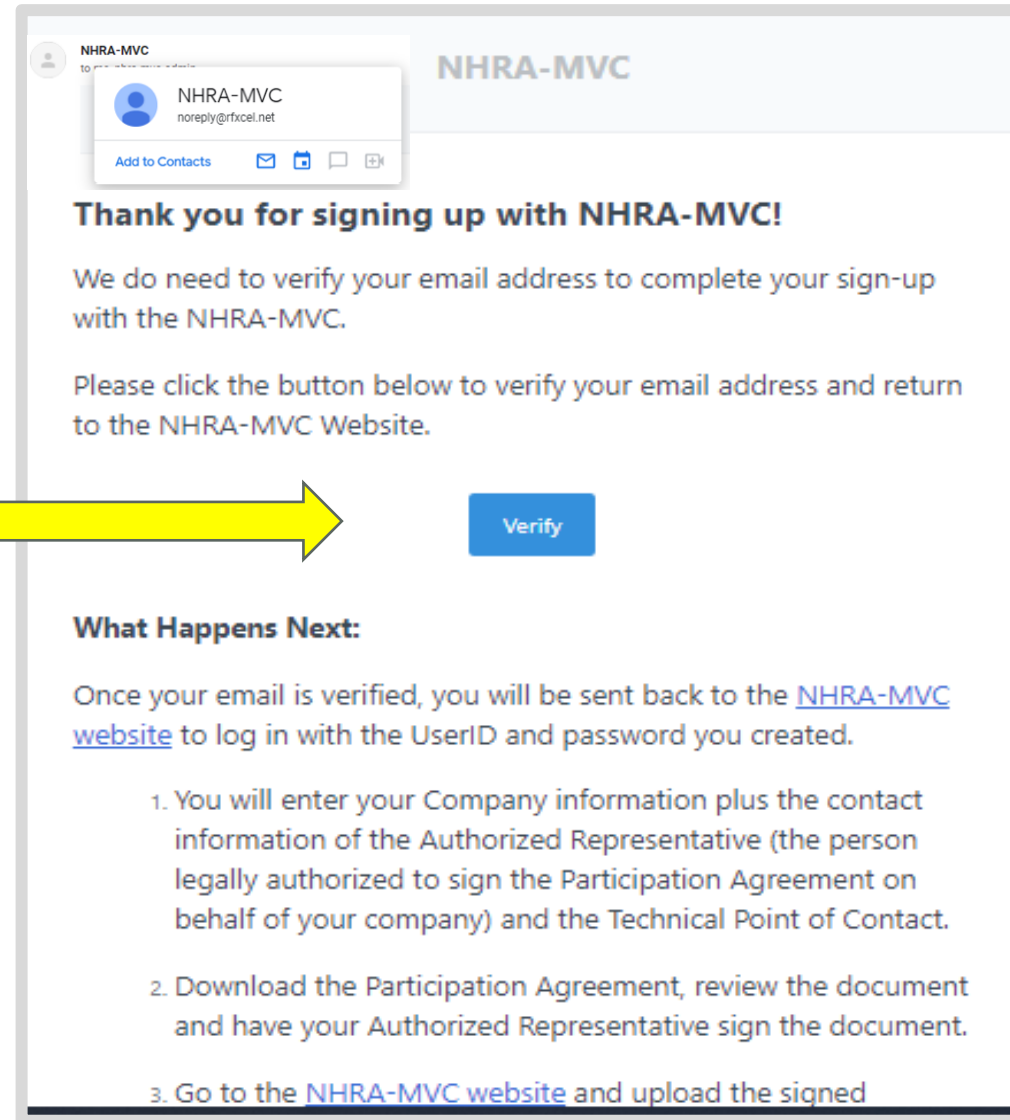 NHRA-MVC
NHRA-MVC
NHRA-MVC
noreply@rfxcel.net
Add to Contacts
Thank you for signing up with NHRA-MVC!
We do need to verify your email address to complete your sign-up
with the NHRA-MVC.
Please click the button below to verify your email address and return
to the NHRA-MVC Website.
Verify
What Happens Next:
Once your email is verified, you will be sent back to the NHRA-MVC
website to log in with the UserID and password you created.
1. You will enter your Company information plus the contact
information of the Authorized Representative (the person
legally authorized to sign the Participation Agreement on
behalf of your company) and the Technical Point of Contact.
2. Download the Participation Agreement, review the document
and have your Authorized Representative sign the document.
3. Go to the NHRA-MVC website and upload the signed